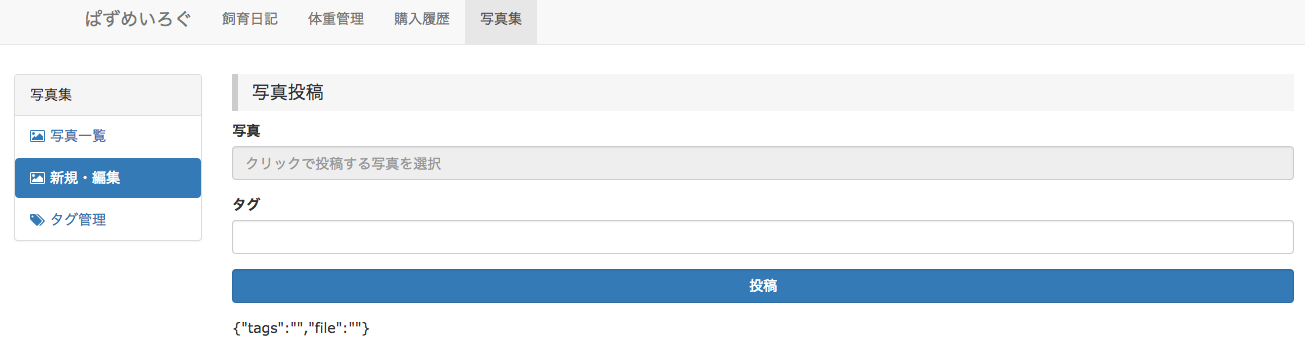 ぱずめいろぐ 飼育日記 体重管理 購入履歴 写真集
写真集
写真一覧
新規・編集
タグ管理
写真投稿
写真
クリックで投稿する写真を選択
タグ
投稿
{"tags":"","file":""}